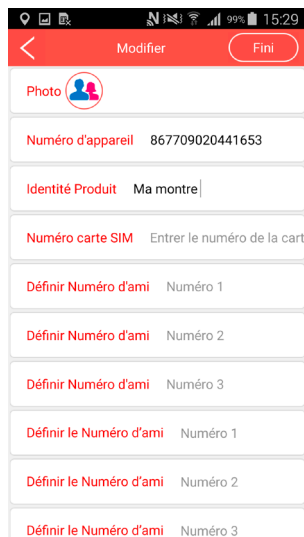 99% 15:29
Modifier Fini
Photo
Numéro d'appareil 867709020441653
Identité Produit Ma montre
Numéro carte SIM Entrer le numéro de la cart
Définir Numéro d'ami Numéro 1
Définir Numéro d'ami Numéro 2
Définir Numéro d'ami Numéro 3
Définir le Numéro d'ami Numéro 1
Définir le Numéro d'ami Numéro 2
Définir le Numéro d'ami Numéro 3